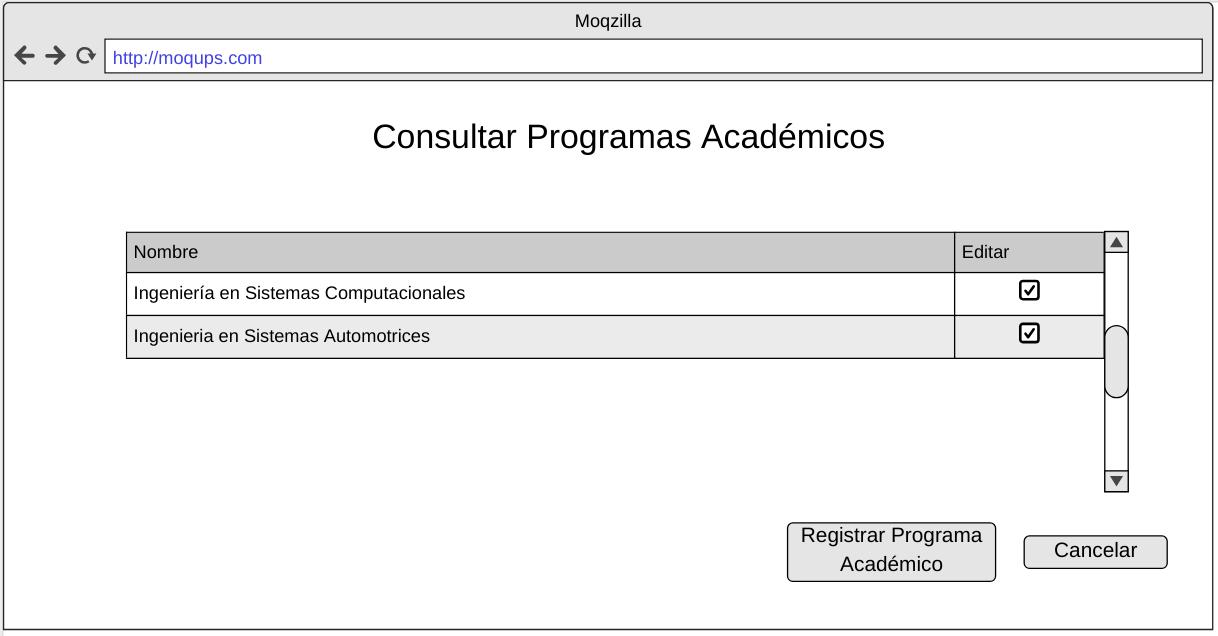 Moqzilla
http://moqups.com
Consultar Programas Académicos
Nombre Editar
Ingeniería en Sistemas Computacionales
Ingenieria en Sistemas Automotrices
Registrar Programa
Académico
Cancelar